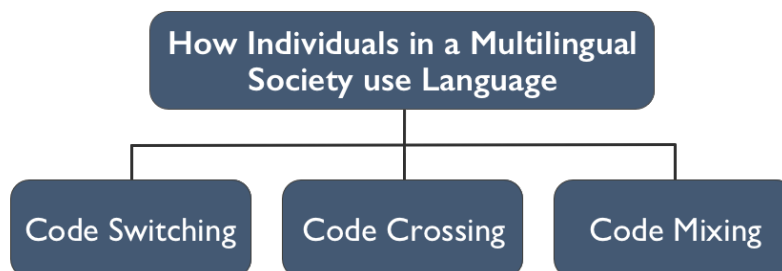 How Individuals in a Multilingual
Society use Language
Code Switching
Code Crossing
Code Mixing